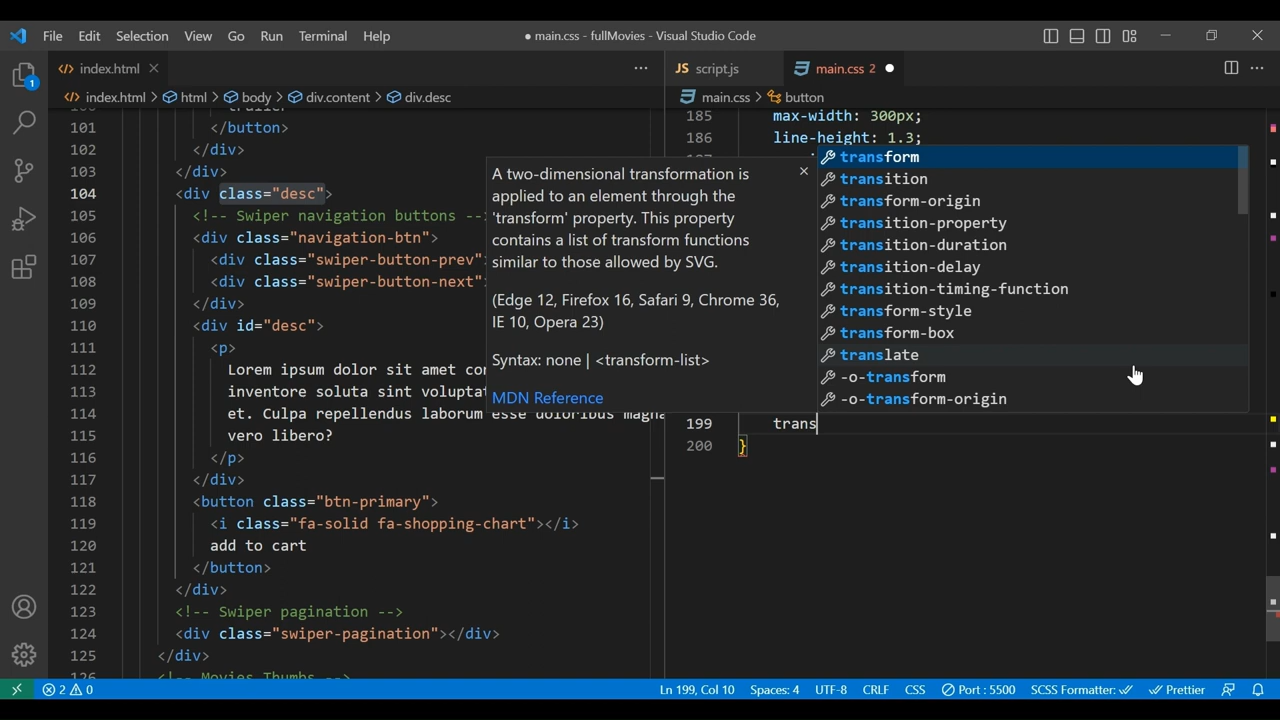 File Edit Selection View Go Run Terminal Help
● main.css - fullMovies - Visual Studio Code
index.html
JS script.js
main.css 2
index.html > html > body > div.content > div.desc
main.css > button
1
trailer
101 </button>
102 </div>
103 </div>
104 <div class="desc">
105 <!-- Swiper navigation buttons --
106 <div class="navigation-btn">
107 <div class="swiper-button-prev"
108 <div class="swiper-button-next"
109 </div>
110 <div id="desc">
111 <p>
112 Lorem ipsum dolor sit amet
113 inventore soluta sint
114 et. Culpa repellendus laborum esse doloribus magna
115 vero libero?
116 </p>
117 </div>
118 <button class="btn-primary">
119 <i class="fa-solid fa-shopping-chart"></i>
120 add to cart
121 </button>
122 </div>
123 <!-- Swiper pagination -->
124 <div class="swiper-pagination"></div>
125 </div>
126 <!-- Movies Thumbs -->
A two-dimensional transformation is
applied to an element through the
'transform' property. This property
contains a list of transform functions
similar to those allowed by SVG.
(Edge 12, Firefox 16, Safari 9, Chrome 36,
IE 10, Opera 23)
Syntax: none | <transform-list>
MDN Reference
185 max-width: 300px;
186 line-height: 1.3;
187
transform
transition
transform-origin
transition-property
transition-duration
transition-delay
transition-timing-function
transform-style
transform-box
translate
-o-transform
-o-transform-origin
199 trans
200 }
2 0
Ln 199, Col 10 Spaces: 4 UTF-8 CRLF CSS Port : 5500 SCSS Formatter: Prettier